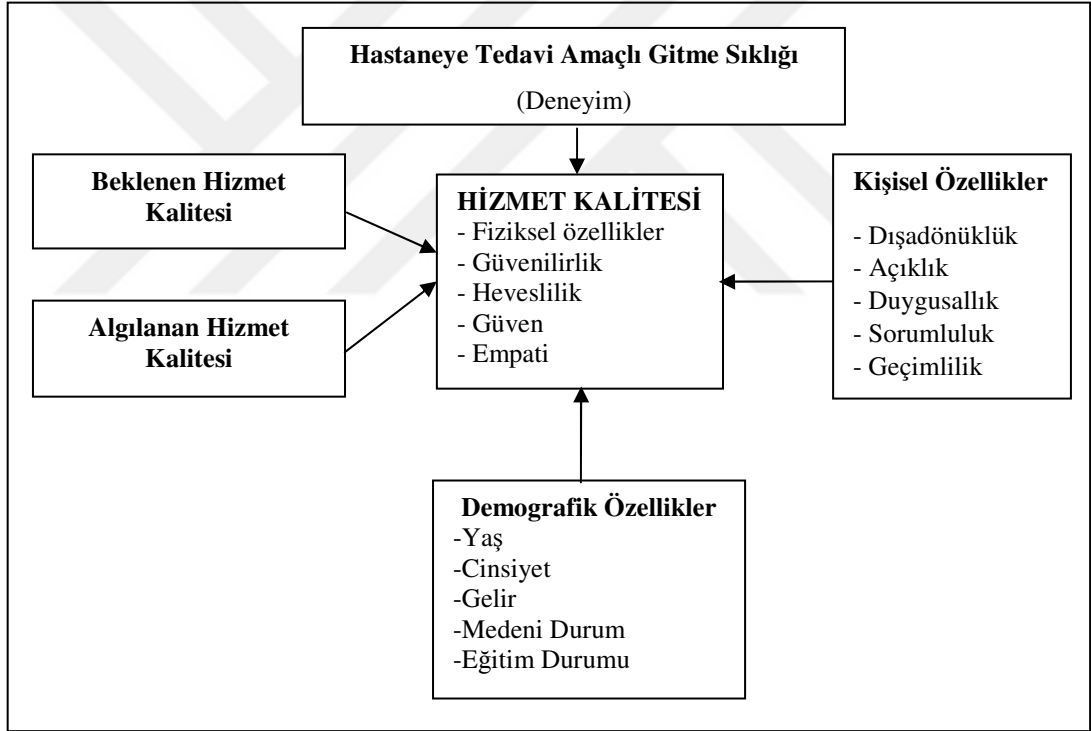 Hastaneye Tedavi Amaçlı Gitme Sıklığı
(Deneyim)
Beklenen Hizmet
Kalitesi
Algılanan Hizmet
Kalitesi
HİZMET KALİTESİ
- Fiziksel özellikler
- Güvenilirlik
- Heveslilik
- Güven
- Empati
Kişisel Özellikler
- Dışadönüklük
- Açıklık
- Duygusallık
- Sorumluluk
- Geçimlilik
Demografik Özellikler
-Yaş
-Cinsiyet
-Gelir
-Medeni Durum
-Eğitim Durumu